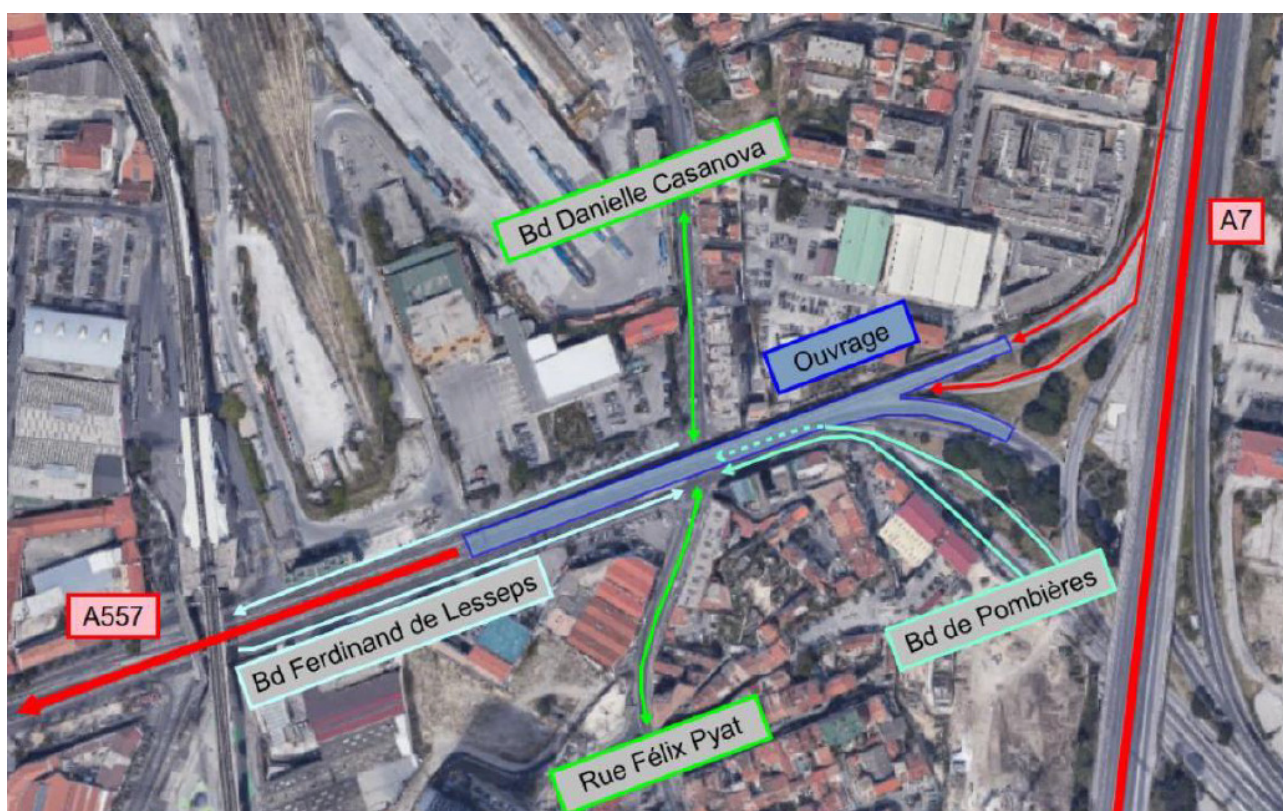 Bd Danielle Casanova
A7
Ouvrage
A557
Bd Ferdinand de Lesseps
Bd de Pombières
Rue Félix Pyat